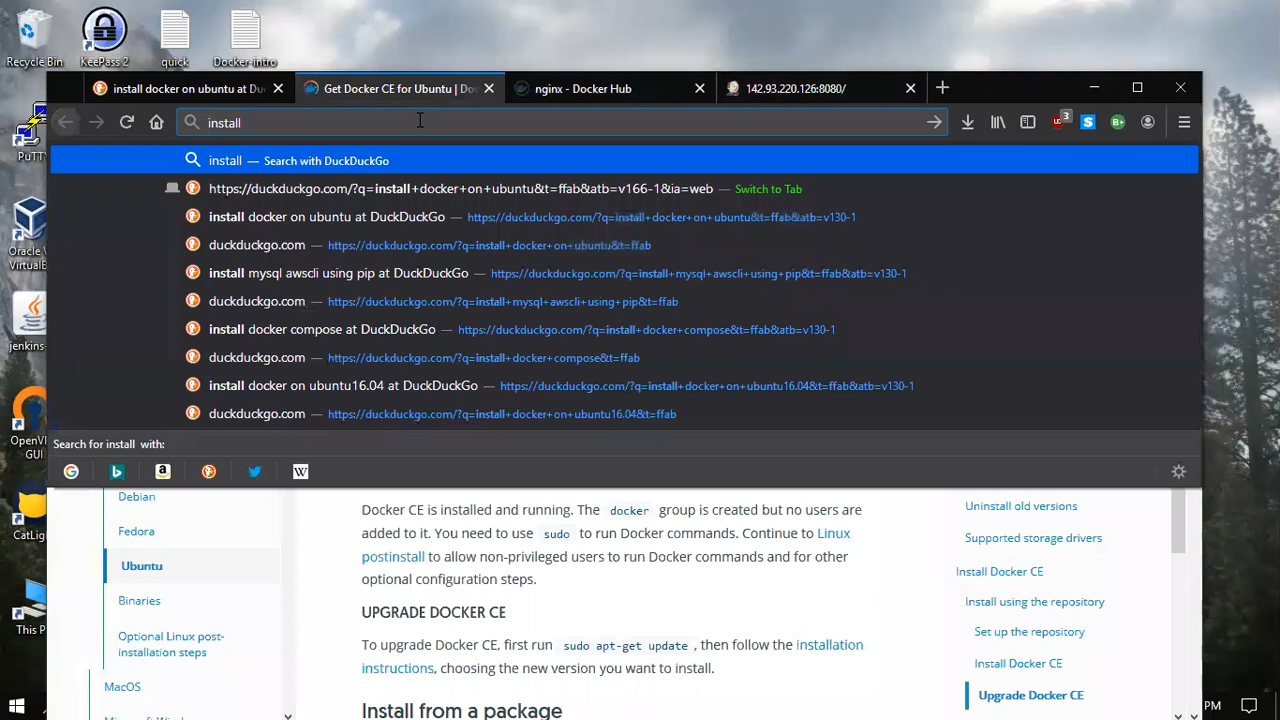 Recycle Bin
KeePass 2
quick
Docker-intro
PuTTY
Oracle V
VirtualB
jenkins-
OpenV
GUI
CatLigh
This P
install docker on ubuntu at Du
Get Docker CE for Ubuntu | Doc
nginx - Docker Hub
142.93.220.126:8080/
install
3
install — Search with DuckDuckGo
https://duckduckgo.com/?q=install+docker+on+ubuntu&t=ffab&atb=v166-1&ia=web — Switch to Tab
install docker on ubuntu at DuckDuckGo — https://duckduckgo.com/?q=install+docker+on+ubuntu&t=ffab&atb=v130-1
duckduckgo.com — https://duckduckgo.com/?q=install+docker+on+ubuntu&t=ffab
install mysql awscli using pip at DuckDuckGo — https://duckduckgo.com/?q=install+mysql+awscli+using+pip&t=ffab&atb=v130-1
duckduckgo.com — https://duckduckgo.com/?q=install+mysql+awscli+using+pip&t=ffab
install docker compose at DuckDuckGo — https://duckduckgo.com/?q=install+docker+compose&t=ffab&atb=v130-1
duckduckgo.com — https://duckduckgo.com/?q=install+docker+compose&t=ffab
install docker on ubuntu16.04 at DuckDuckGo — https://duckduckgo.com/?q=install+docker+on+ubuntu16.04&t=ffab&atb=v130-1
duckduckgo.com — https://duckduckgo.com/?q=install+docker+on+ubuntu16.04&t=ffab
Search for install with:
Debian
Fedora
Ubuntu
Binaries
Optional Linux post-
installation steps
MacOS
Docker CE is installed and running. The docker group is created but no users are
added to it. You need to use sudo to run Docker commands. Continue to Linux
postinstall to allow non-privileged users to run Docker commands and for other
optional configuration steps.
UPGRADE DOCKER CE
To upgrade Docker CE, first run sudo apt-get update, then follow the installation
instructions, choosing the new version you want to install.
Install from a package
Uninstall old versions
Supported storage drivers
Install Docker CE
Install using the repository
Set up the repository
Install Docker CE
Upgrade Docker CE
PM